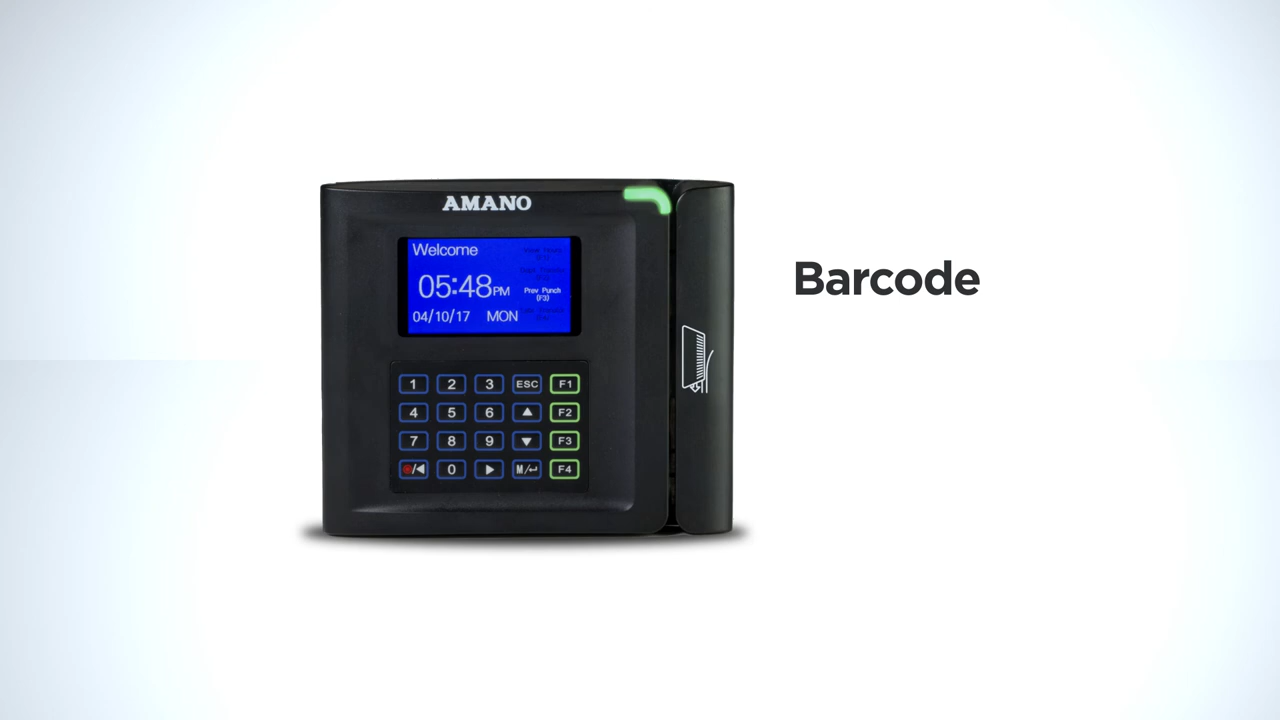 AMANO
Welcome
05:48PM
Prev Punch
(F3)
04/10/17 MON
Barcode
1 2 3 ESC F1
4 5 6 ▲ F2
7 8 9 ▼ F3
/◀ 0 ▶ M/↵ F4